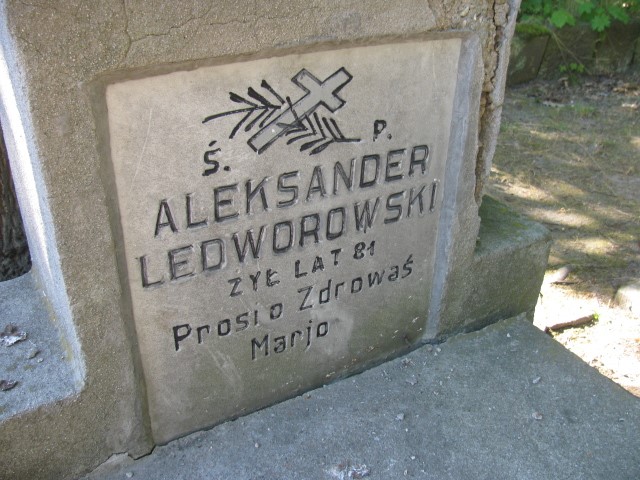 Ś. P.
ALEKSANDER
LEDWOROWSKI
ŻYŁ LAT 81
Prosi o Zdrowaś
Marjo